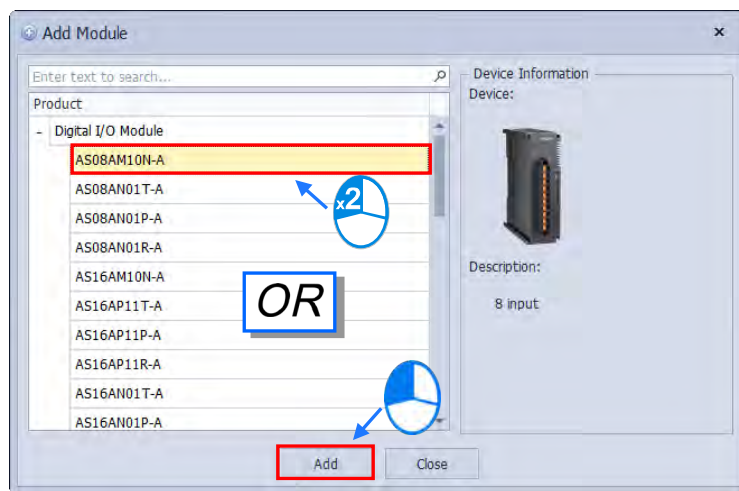 Add Module
Enter text to search...
Product
Digital I/O Module
AS08AM10N-A
AS08AN01T-A
AS08AN01P-A
AS08AN01R-A
AS16AM10N-A
AS16AP11T-A
AS16AP11P-A
AS16AP11R-A
AS16AN01T-A
AS16AN01P-A
x2
OR
Device Information
Device:
Description:
8 input
Add
Close